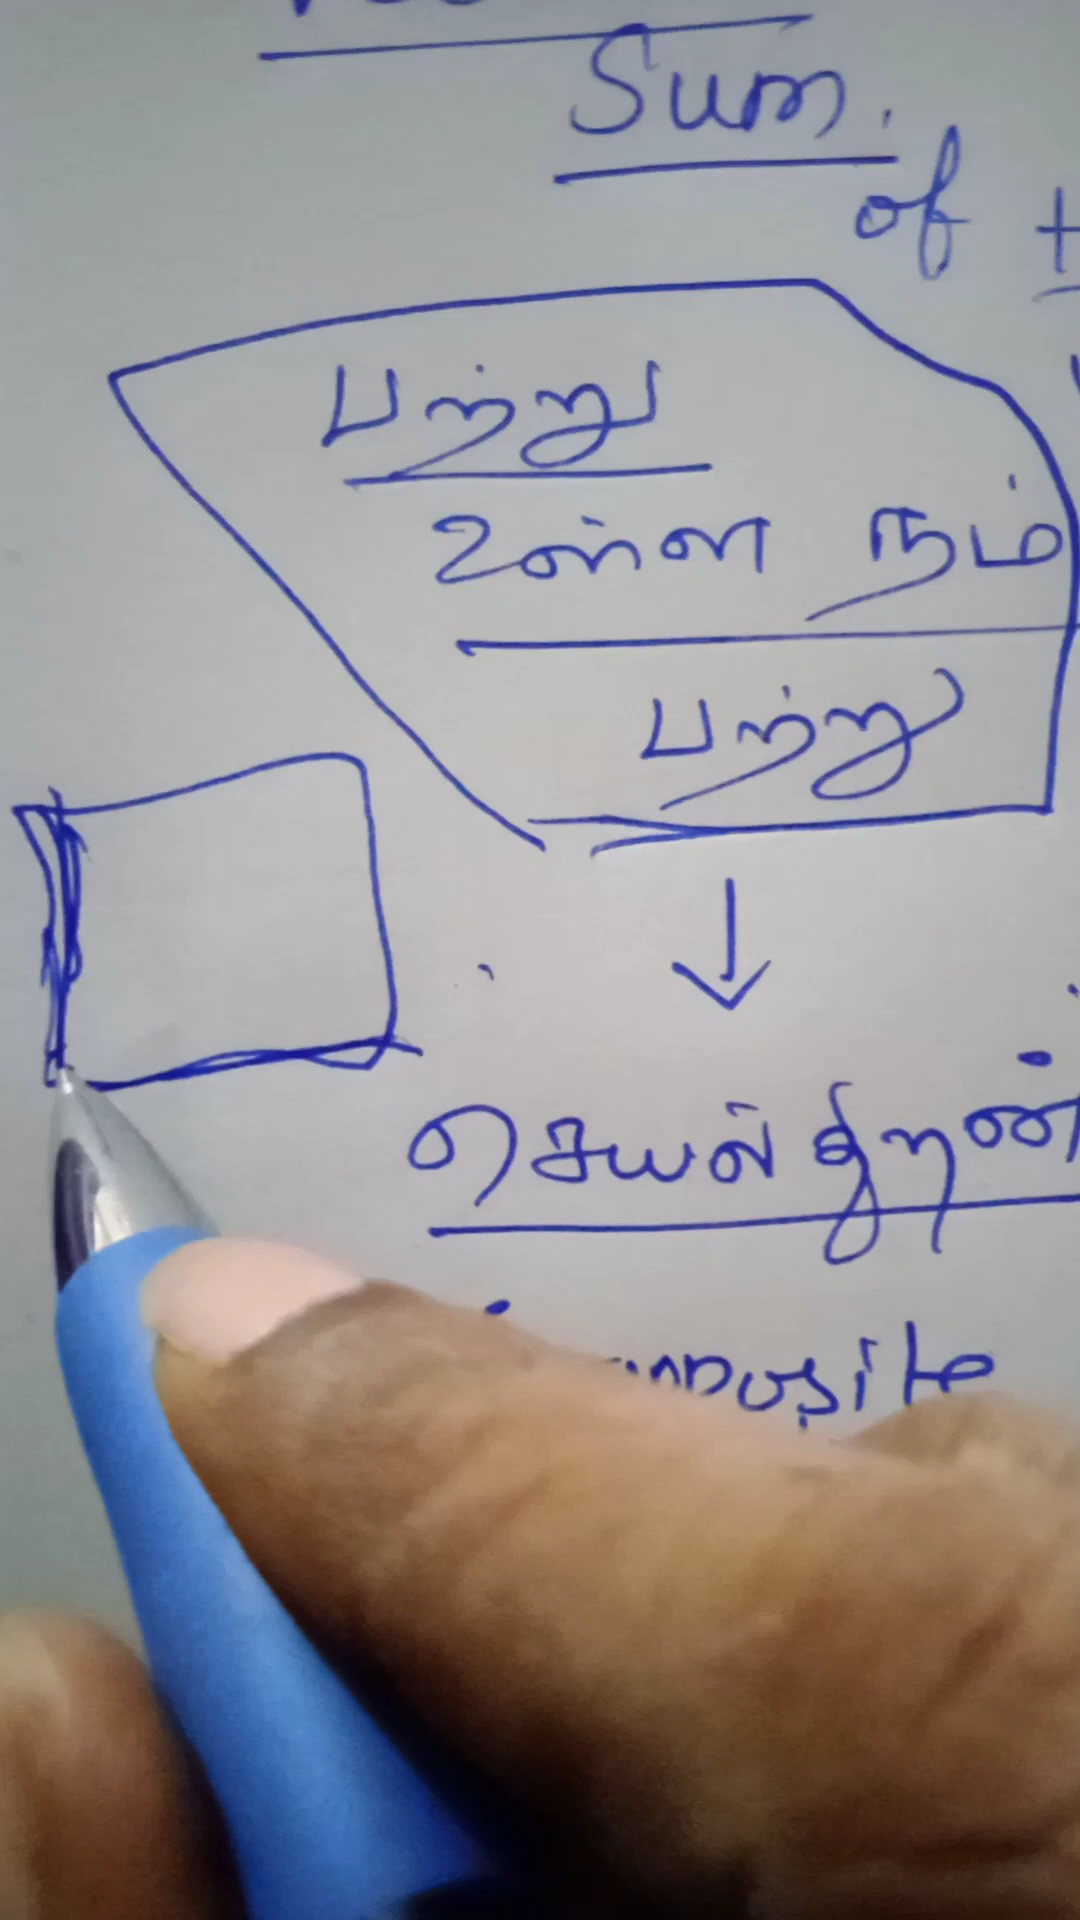 Sum.
of
பற்று
உள்ள நம்
பற்று
செயல் திறன்